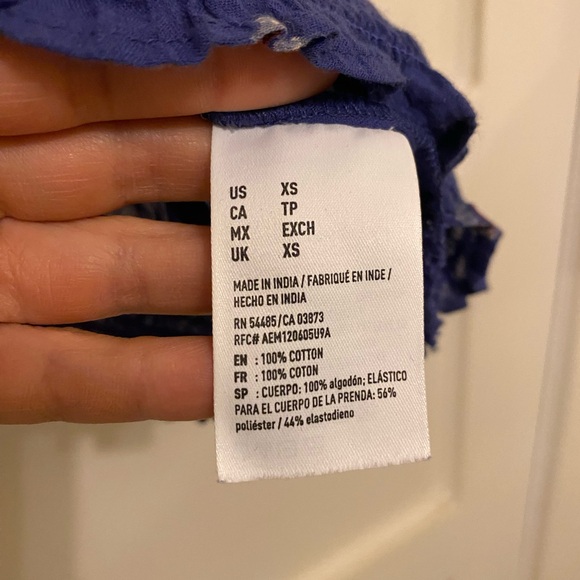 US XS
CA TP
MX EXCH
UK XS
MADE IN INDIA / FABRIQUÉ EN INDE /
HECHO EN INDIA
RN 54485/CA 03873
RFC# AEM120605U9A
EN : 100% COTTON
FR : 100% COTON
SP : CUERPO: 100% algodón; ELÁSTICO
PARA EL CUERPO DE LA PRENDA: 56%
poliéster / 44% elastodieno